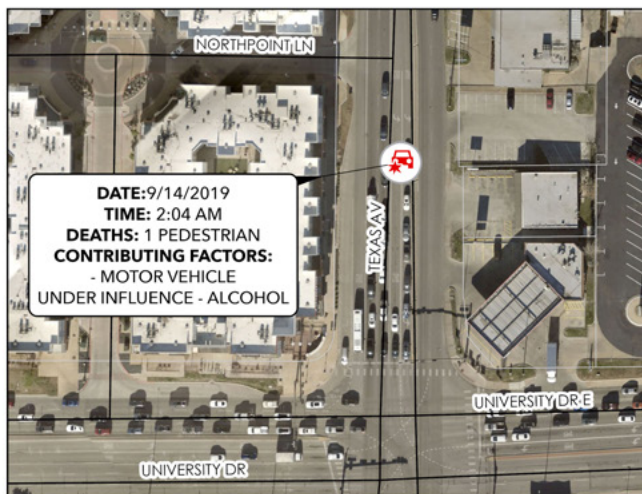 NORTHPOINT LN
DATE:9/14/2019
TIME: 2:04 AM
DEATHS: 1 PEDESTRIAN
CONTRIBUTING FACTORS:
- MOTOR VEHICLE
UNDER INFLUENCE - ALCOHOL
TEXAS AV
UNIVERSITY DR E
UNIVERSITY DR